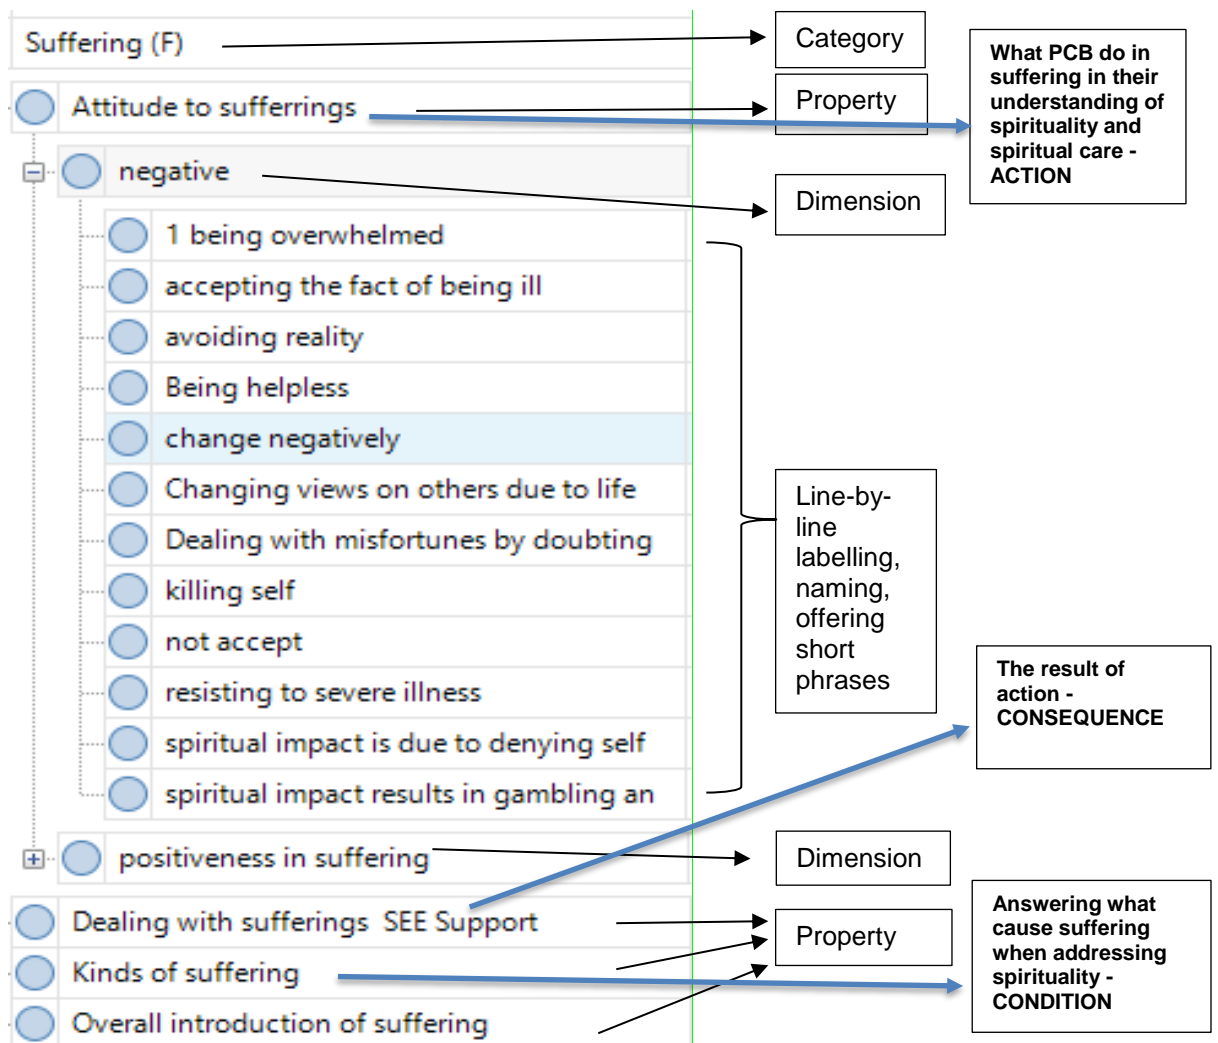 Suffering (F)
Category
Attitude to sufferrings
Property
What PCB do in
suffering in their
understanding of
spirituality and
spiritual care -
ACTION
negative
Dimension
1 being overwhelmed
accepting the fact of being ill
avoiding reality
Being helpless
change negatively
Changing views on others due to life
Dealing with misfortunes by doubting
killing self
not accept
resisting to severe illness
spiritual impact is due to denying self
spiritual impact results in gambling an
Line-by-
line
labelling,
naming,
offering
short
phrases
The result of
action -
CONSEQUENCE
positiveness in suffering
Dimension
Dealing with sufferings  SEE Support
Kinds of suffering
Overall introduction of suffering
Property
Answering what
cause suffering
when addressing
spirituality -
CONDITION